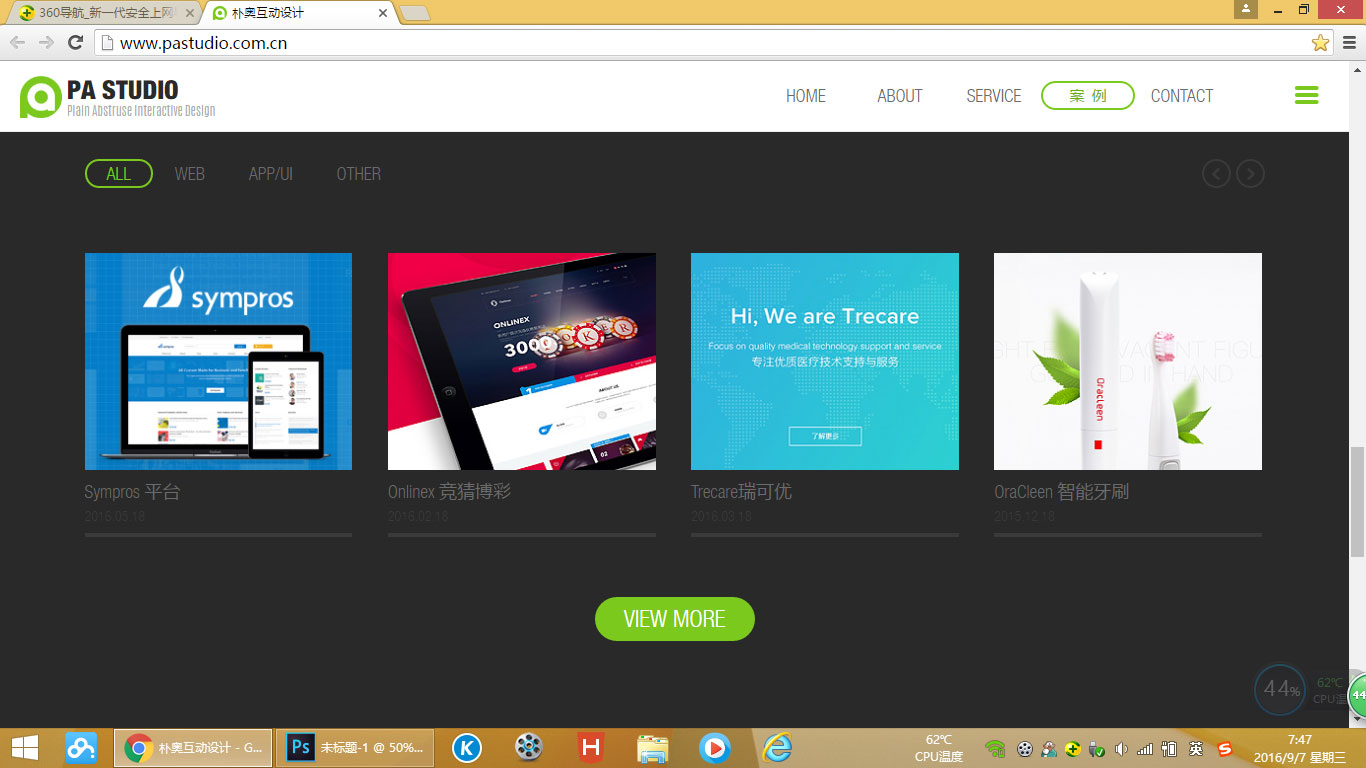 360导航_新一代安全上网
朴奥互动设计
www.pastudio.com.cn
PA STUDIO
Plain Abstruse Interactive Design
HOME
ABOUT
SERVICE
案 例
CONTACT
ALL
WEB
APP/UI
OTHER
sympros
ONLINEX
Hi, We are Trecare
Focus on quality medical technology support and service
专注优质医疗技术支持与服务
了解更多
Oracleen
Sympros 平台
2016.05.18
Onlinex 竞猜博彩
2016.02.16
Trecare瑞可优
2016.03.18
OraCleen 智能牙刷
2015.12.18
VIEW MORE
44%
62℃
CPU温
44
朴奥互动设计 - G...
Ps
未标题-1 @ 50%...
K
H
62℃
CPU温度
英
7:47
2016/9/7 星期三